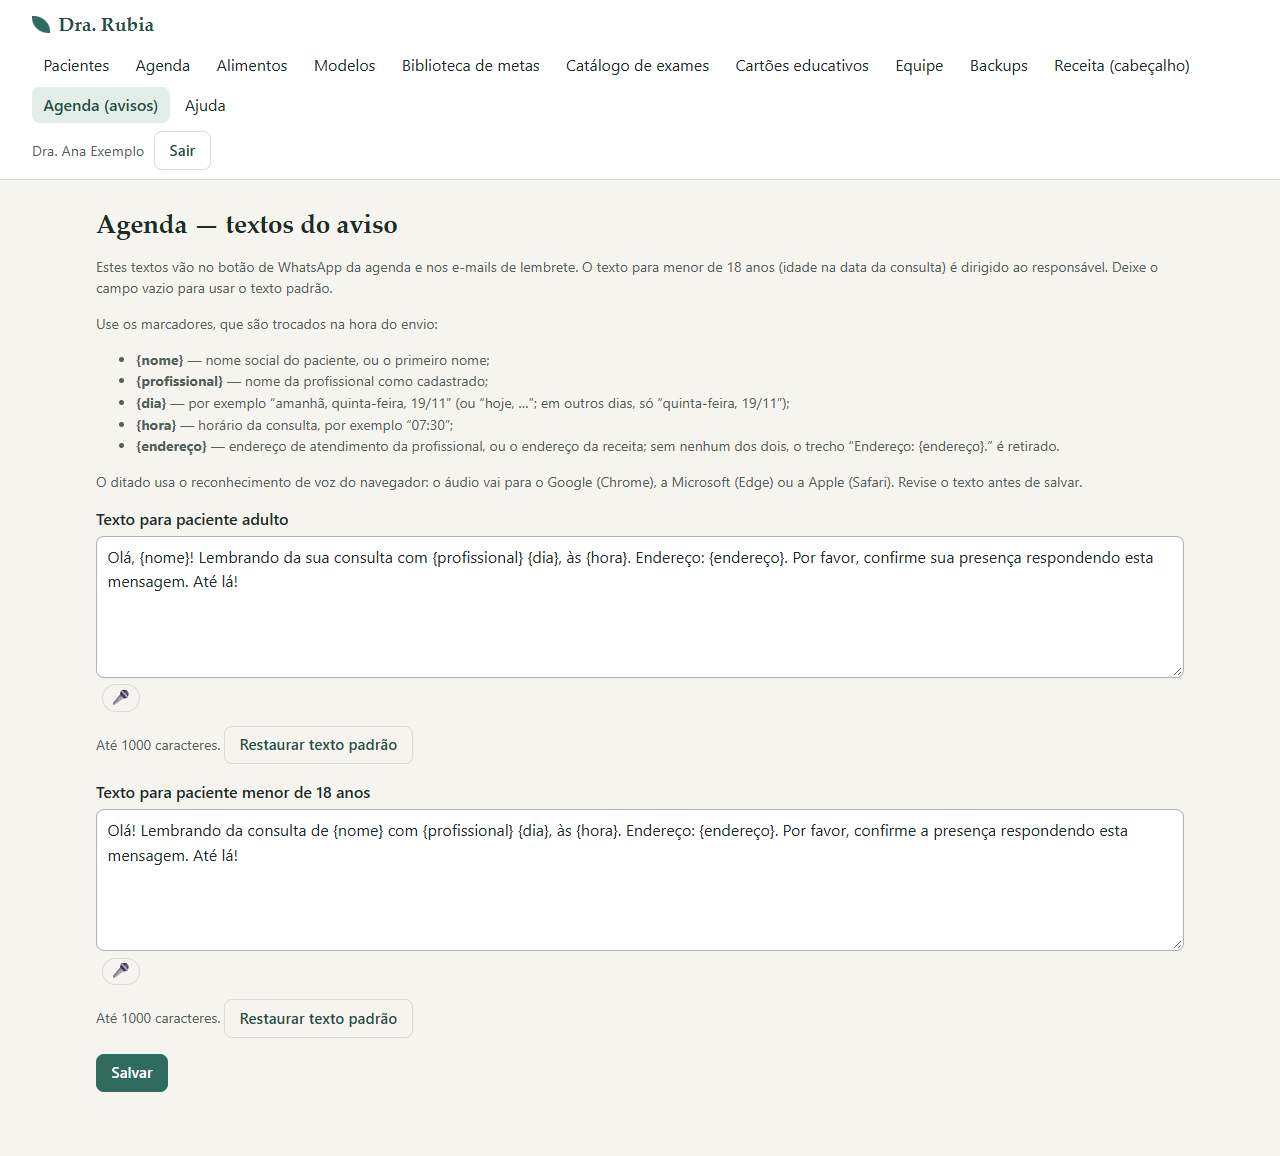 Dra. Rubia
Pacientes Agenda Alimentos Modelos Biblioteca de metas Catálogo de exames Cartões educativos Equipe Backups Receita (cabeçalho)
Agenda (avisos) Ajuda
Dra. Ana Exemplo Sair
Agenda — textos do aviso
Estes textos vão no botão de WhatsApp da agenda e nos e-mails de lembrete. O texto para menor de 18 anos (idade na data da consulta) é dirigido ao responsável. Deixe o
campo vazio para usar o texto padrão.
Use os marcadores, que são trocados na hora do envio:
• {nome} — nome social do paciente, ou o primeiro nome;
• {profissional} — nome da profissional como cadastrado;
• {dia} — por exemplo “amanhã, quinta-feira, 19/11” (ou “hoje, …”; em outros dias, só “quinta-feira, 19/11”);
• {hora} — horário da consulta, por exemplo “07:30”;
• {endereço} — endereço de atendimento da profissional, ou o endereço da receita; sem nenhum dos dois, o trecho “Endereço: {endereço}.” é retirado.
O ditado usa o reconhecimento de voz do navegador: o áudio vai para o Google (Chrome), a Microsoft (Edge) ou a Apple (Safari). Revise o texto antes de salvar.
Texto para paciente adulto
Olá, {nome}! Lembrando da sua consulta com {profissional} {dia}, às {hora}. Endereço: {endereço}. Por favor, confirme sua presença respondendo esta
mensagem. Até lá!
Até 1000 caracteres. Restaurar texto padrão
Texto para paciente menor de 18 anos
Olá! Lembrando da consulta de {nome} com {profissional} {dia}, às {hora}. Endereço: {endereço}. Por favor, confirme a presença respondendo esta
mensagem. Até lá!
Até 1000 caracteres. Restaurar texto padrão
Salvar